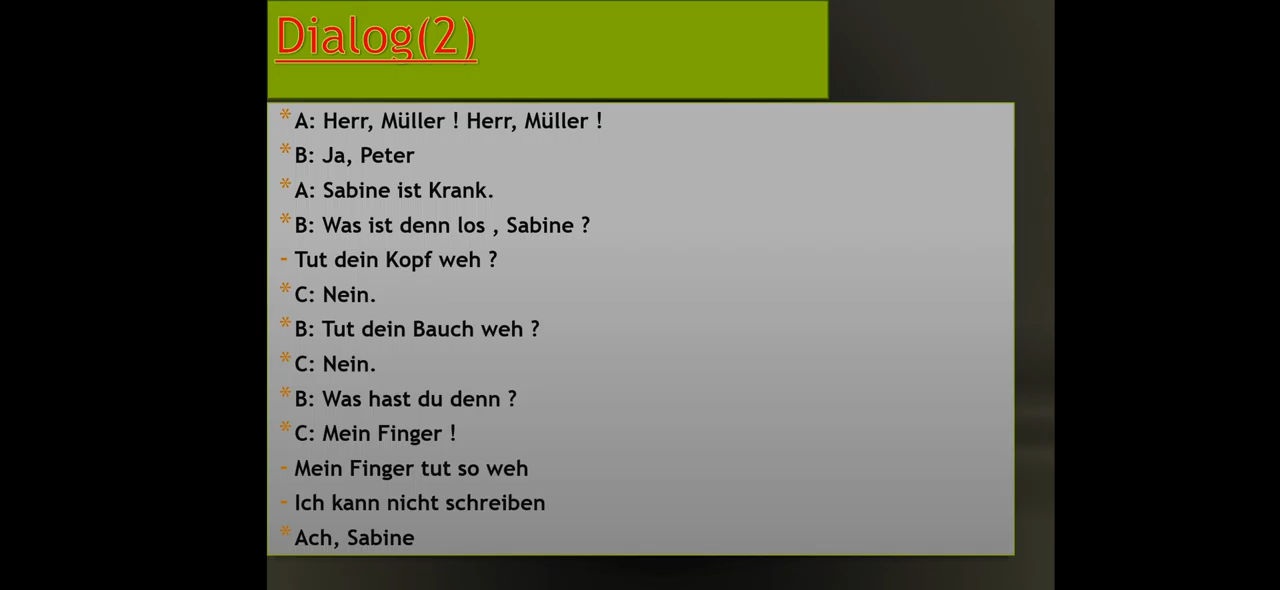 Dialog(2)
* A: Herr, Müller ! Herr, Müller !
* B: Ja, Peter
* A: Sabine ist Krank.
* B: Was ist denn los , Sabine ?
- Tut dein Kopf weh ?
* C: Nein.
* B: Tut dein Bauch weh ?
* C: Nein.
* B: Was hast du denn ?
* C: Mein Finger !
- Mein Finger tut so weh
- Ich kann nicht schreiben
* Ach, Sabine